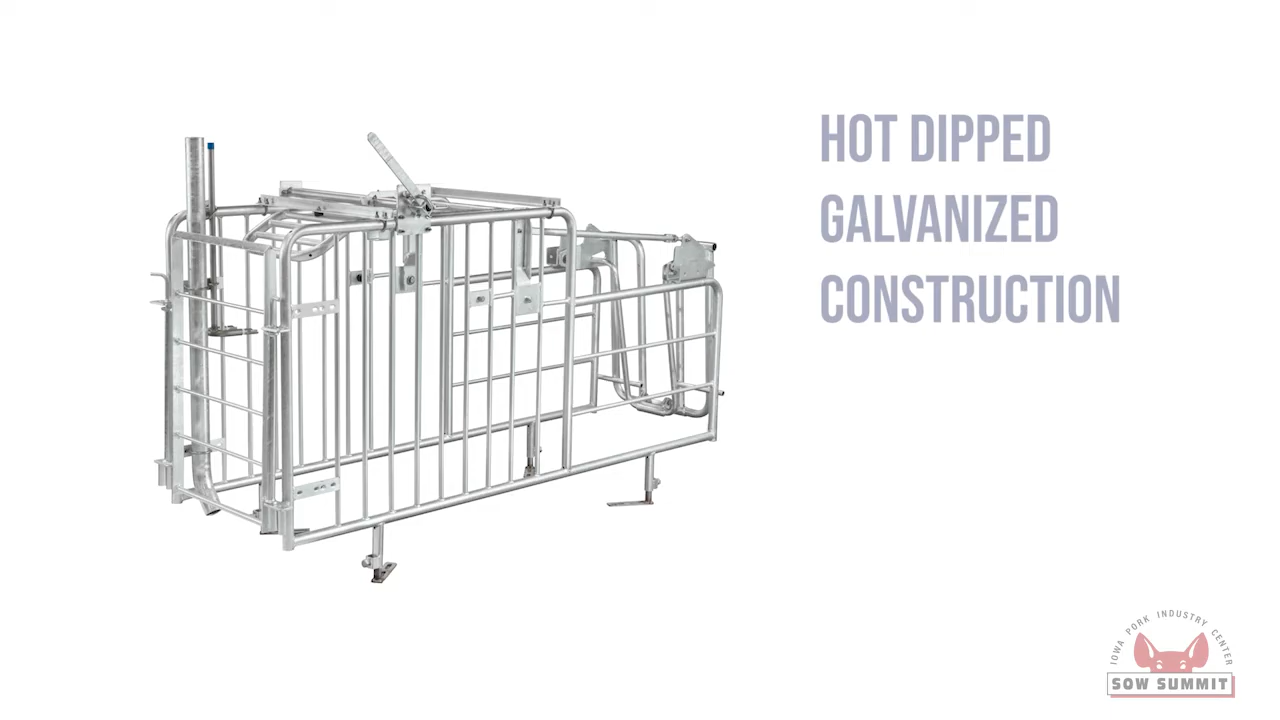 HOT DIPPED
GALVANIZED
CONSTRUCTION
IOWA PORK INDUSTRY CENTER
SOW SUMMIT